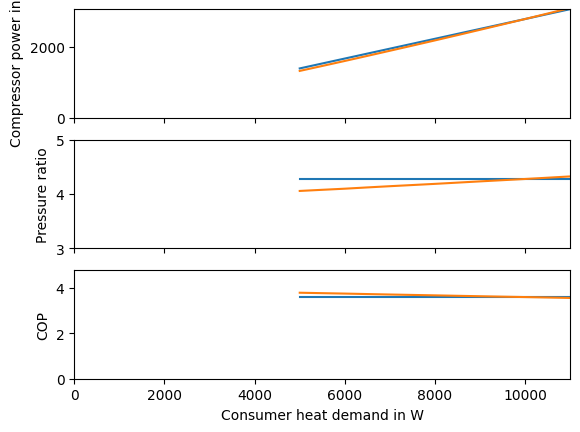 Compressor power in
2000
0
Pressure ratio
5
4
3
COP
4
2
0
0 2000 4000 6000 8000 10000
Consumer heat demand in W